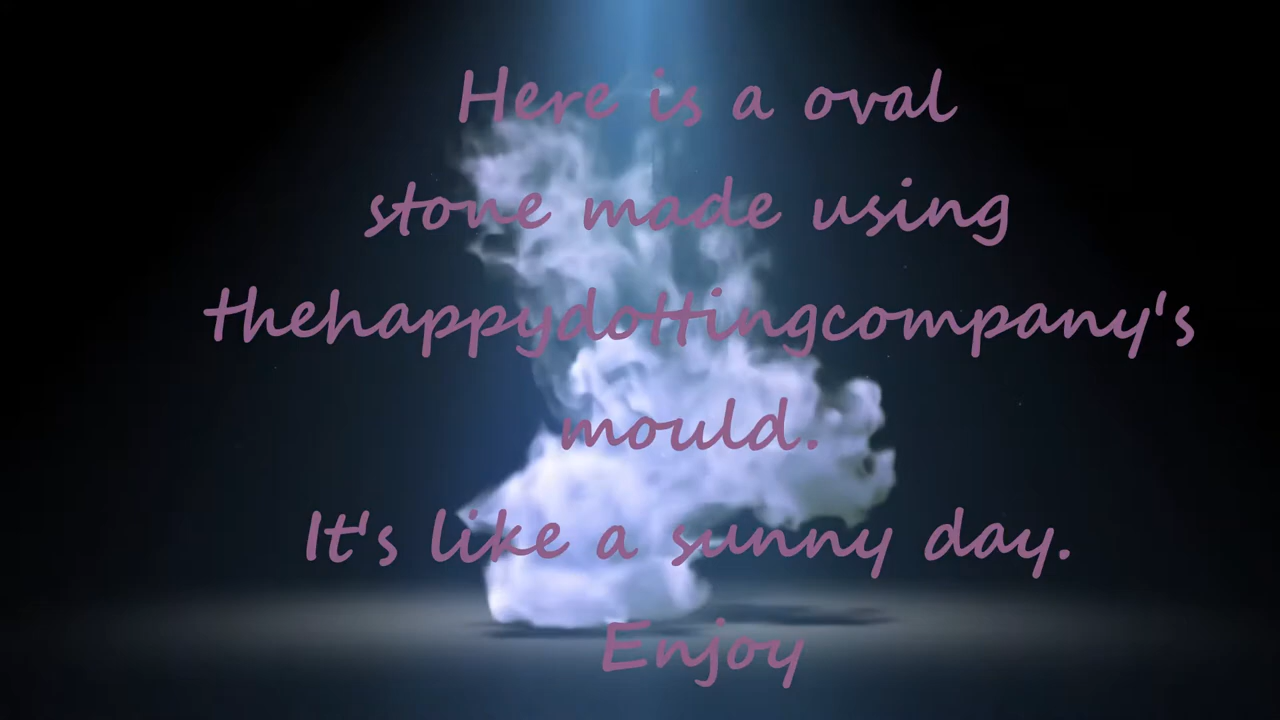 Here is a oval
stone made using
thehappydottingcompany's
mould.
It's like a sunny day.
Enjoy